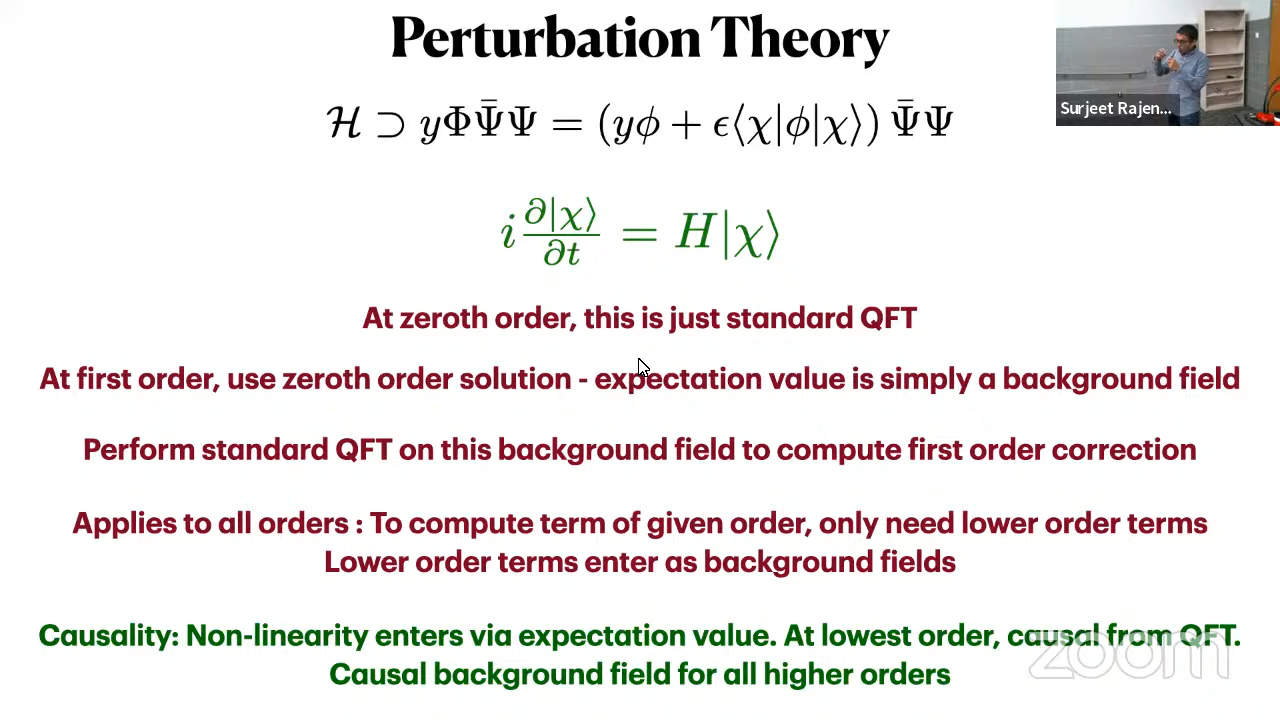 Perturbation Theory
Surjeet Rajen...
ℋ ⊃ yΦΨ̄Ψ = (yϕ + ϵ⟨χ|ϕ|χ⟩) Ψ̄Ψ
i ∂|χ⟩/∂t = H|χ⟩
At zeroth order, this is just standard QFT
At first order, use zeroth order solution - expectation value is simply a background field
Perform standard QFT on this background field to compute first order correction
Applies to all orders : To compute term of given order, only need lower order terms
Lower order terms enter as background fields
Causality: Non-linearity enters via expectation value. At lowest order, causal from QFT.
Causal background field for all higher orders
zoom